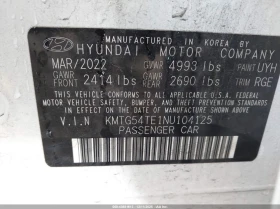 MANUFACTURED IN KOREA BY
HYUNDAI MOTOR COMPANY
MAR/2022 GVWR 4993 lbs PAINT UYH
GAWR FRT 2414 lbs GAWR RR 2690 lbs TRIM RGE
THIS VEHICLE CONFORMS TO ALL APPLICABLE
FEDERAL MOTOR VEHICLE SAFETY BUMPER AND
THEFT PREVENTION STANDARDS IN EFFECT ON
THE DATE OF MANUFACTURE SHOWN ABOVE
V.I.N KMTG54TE1NU104125
PASSENGER CAR